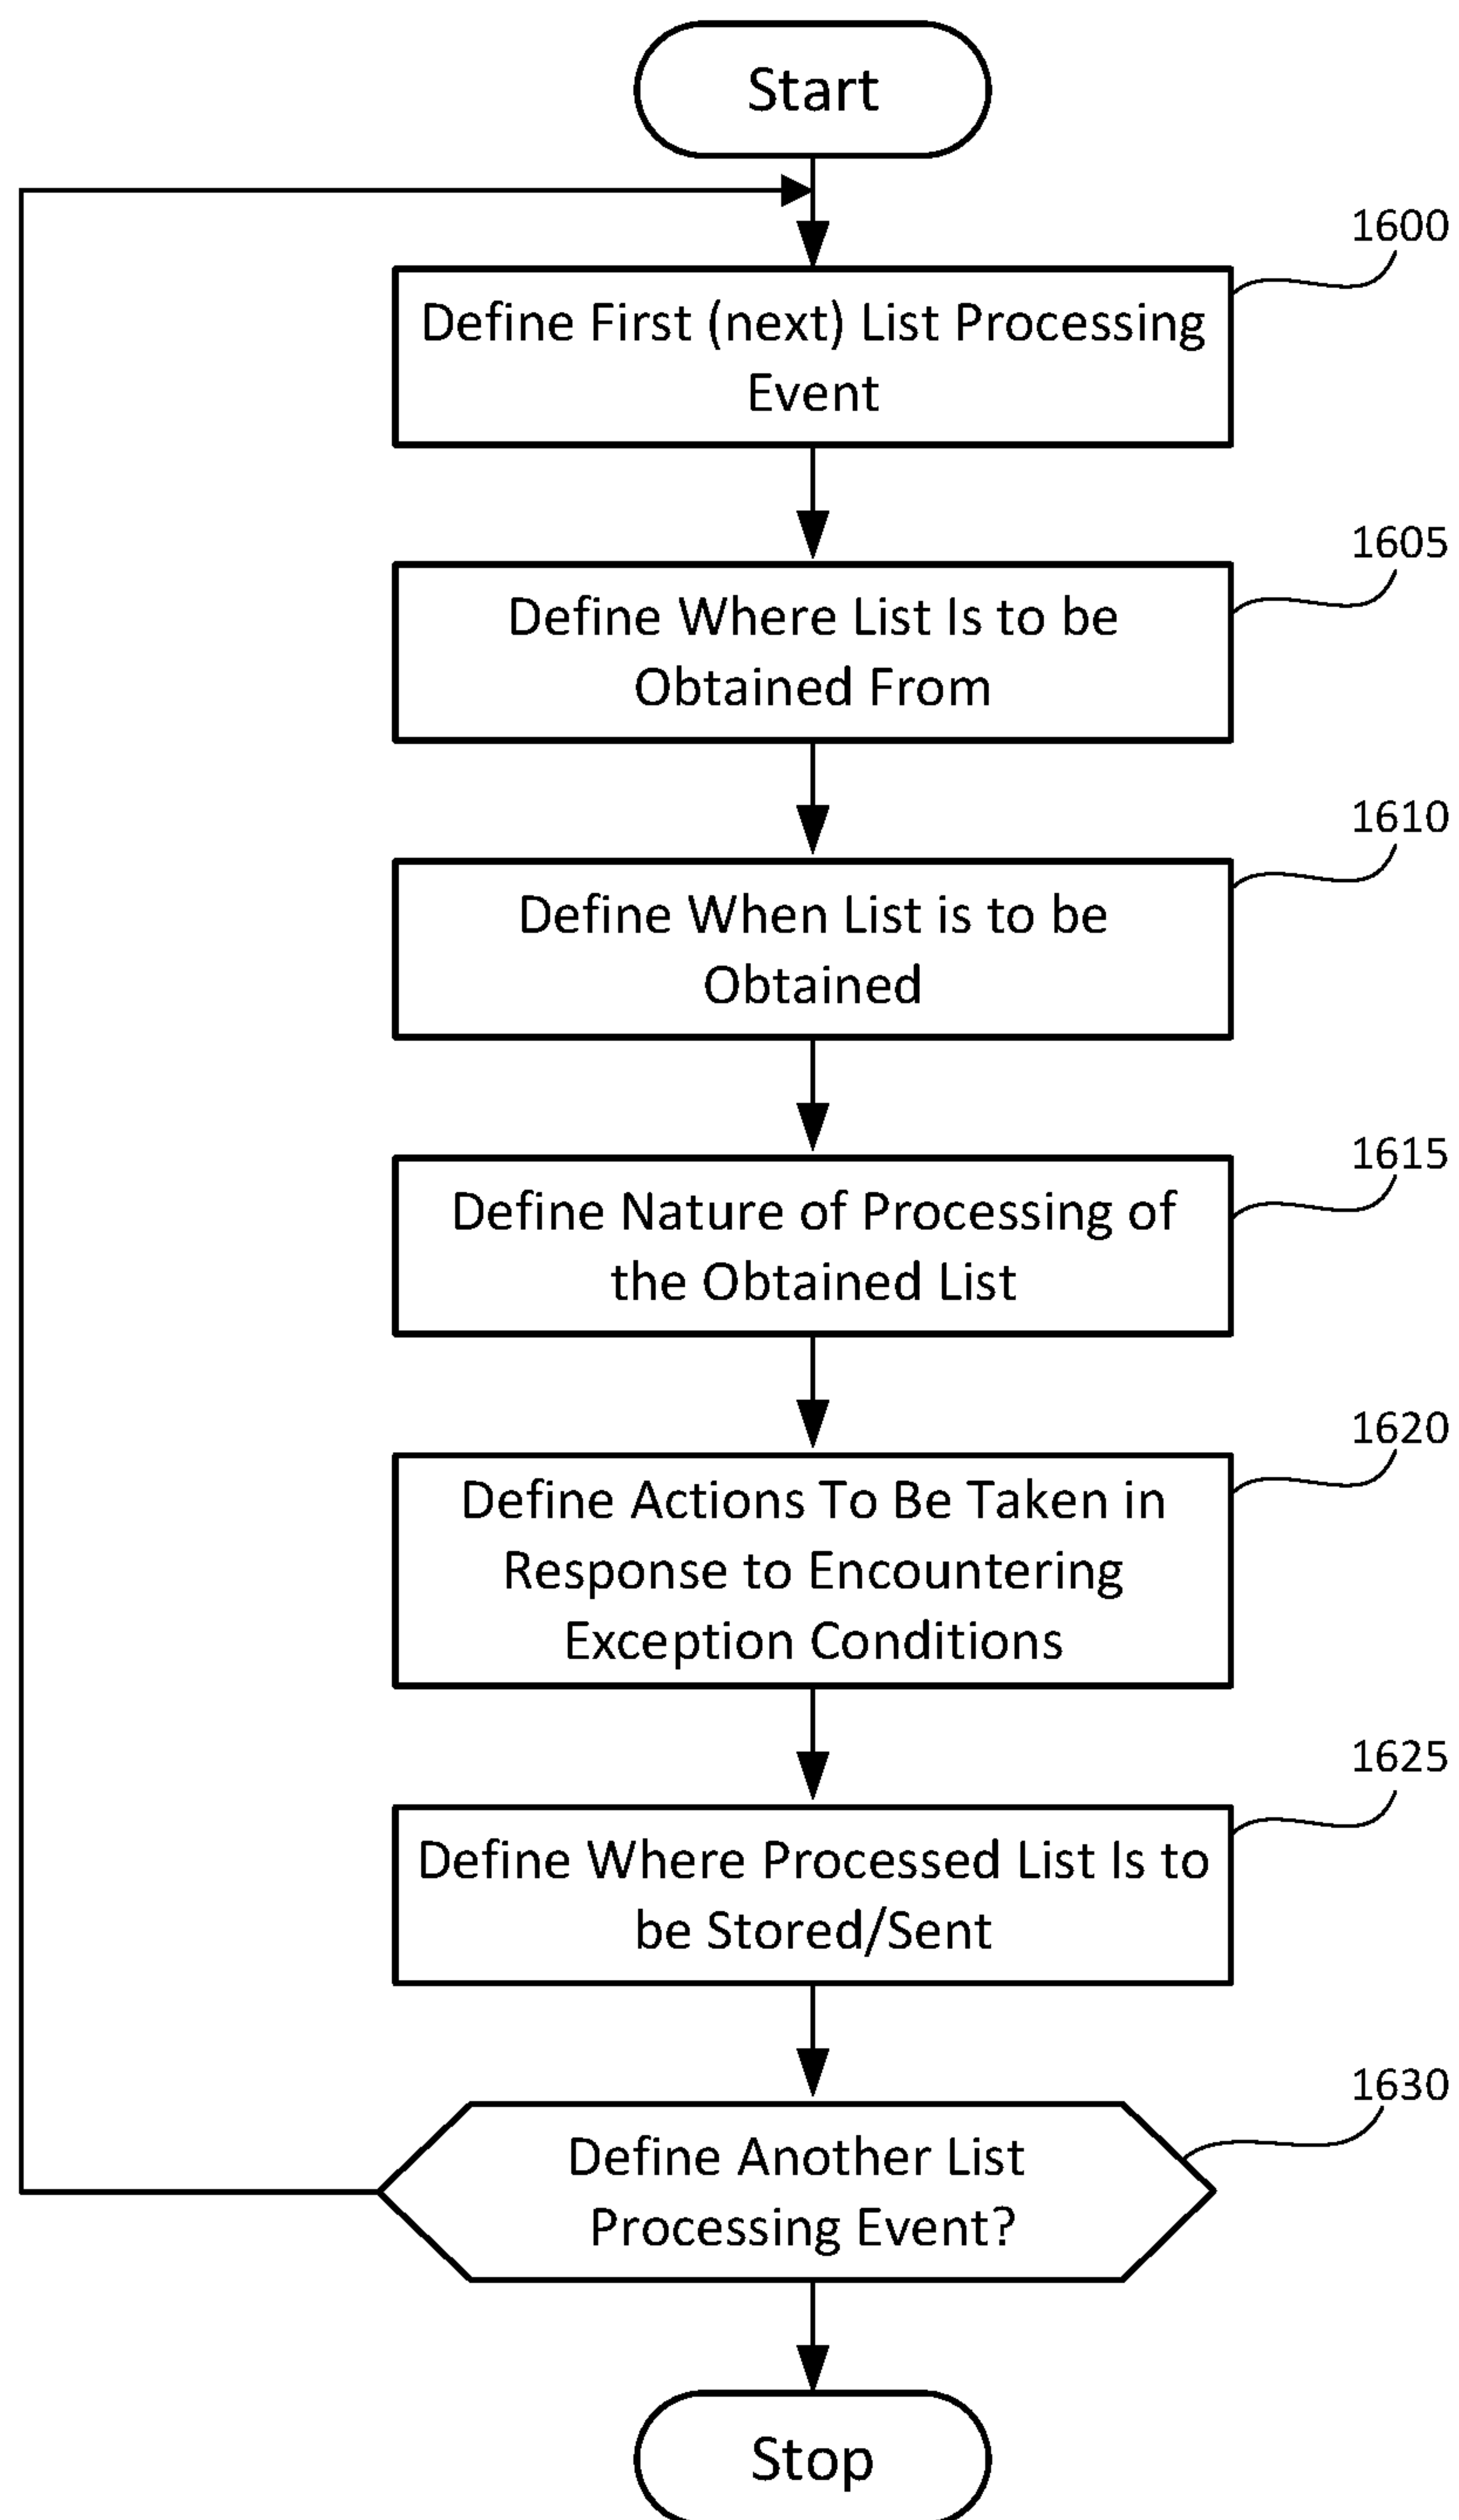 Start
1600
Define First (next) List Processing
Event
1605
Define Where List Is to be
Obtained From
1610
Define When List is to be
Obtained
1615
Define Nature of Processing of
the Obtained List
1620
Define Actions To Be Taken in
Response to Encountering
Exception Conditions
1625
Define Where Processed List Is to
be Stored/Sent
1630
Define Another List
Processing Event?
Stop